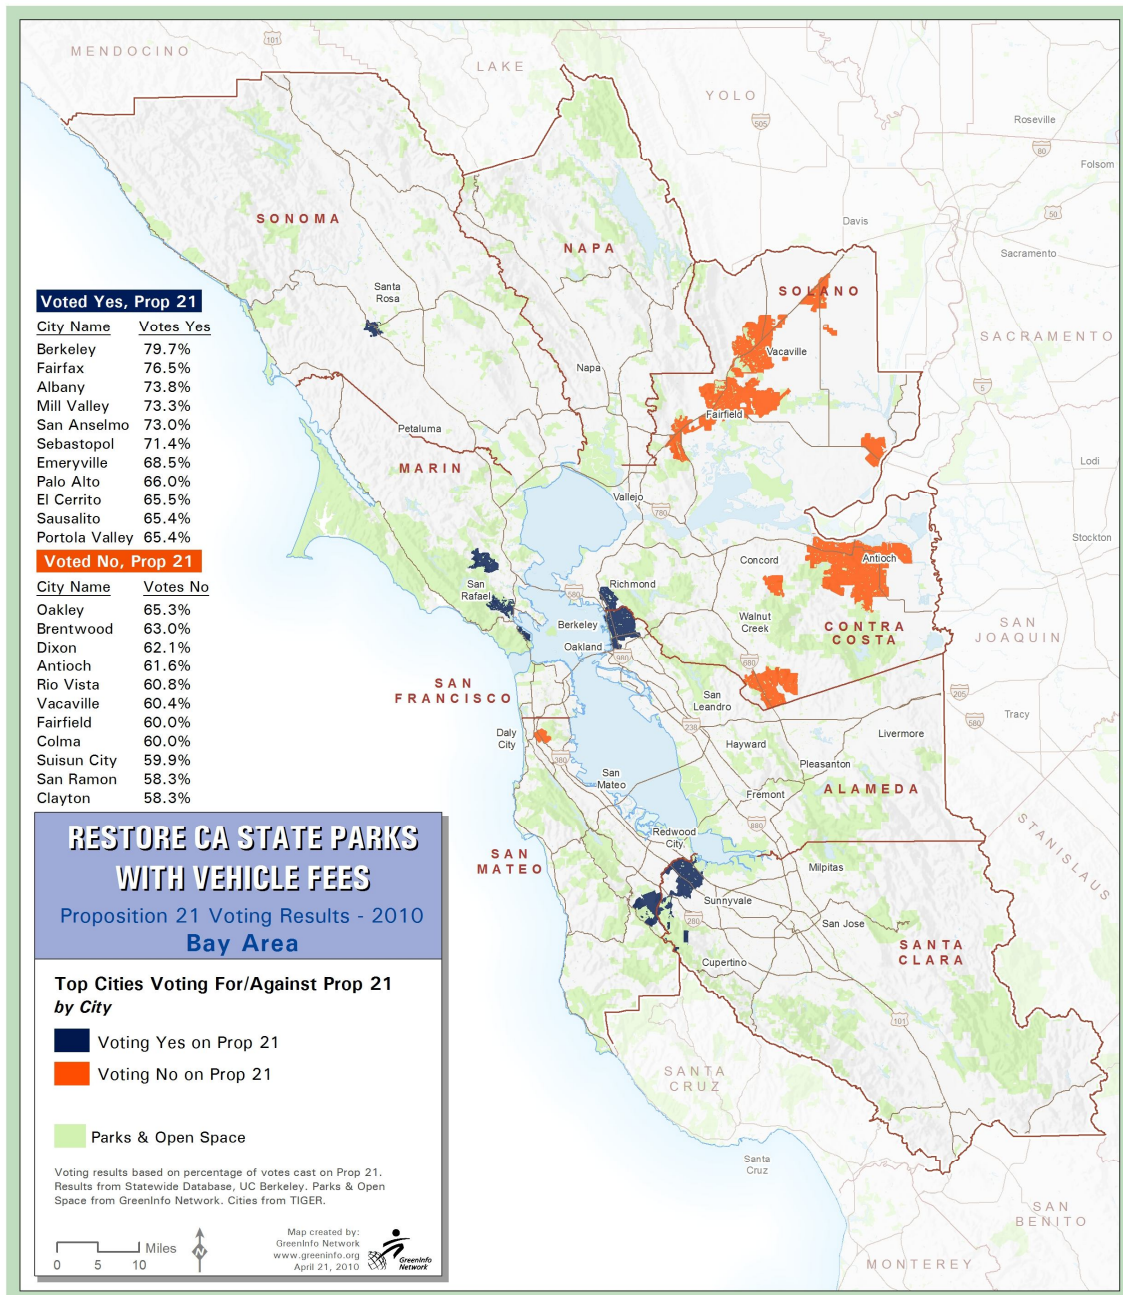 MENDOCINO
101
LAKE
YOLO
505
Roseville
80
Folsom
50
Davis
Sacramento
SONOMA
NAPA
SOLANO
SACRAMENTO
Santa
Rosa
Vacaville
5
Napa
Fairfield
Petaluma
MARIN
Lodi
Vallejo
780
Stockton
Concord
Antioch
San
Rafael
580
Richmond
Walnut
Creek
CONTRA
COSTA
SAN
JOAQUIN
Berkeley
Oakland
980
680
SAN
FRANCISCO
San
Leandro
205
580
Tracy
238
Daly
City
380
Hayward
Livermore
Pleasanton
San
Mateo
Fremont
ALAMEDA
880
Redwood
City
STANISLAUS
SAN
MATEO
Milpitas
Sunnyvale
280
San Jose
SANTA
CLARA
Cupertino
101
SANTA
CRUZ
Santa
Cruz
SAN
BENITO
MONTEREY
Voted Yes, Prop 21
City Name Votes Yes
Berkeley 79.7%
Fairfax 76.5%
Albany 73.8%
Mill Valley 73.3%
San Anselmo 73.0%
Sebastopol 71.4%
Emeryville 68.5%
Palo Alto 66.0%
El Cerrito 65.5%
Sausalito 65.4%
Portola Valley 65.4%
Voted No, Prop 21
City Name Votes No
Oakley 65.3%
Brentwood 63.0%
Dixon 62.1%
Antioch 61.6%
Rio Vista 60.8%
Vacaville 60.4%
Fairfield 60.0%
Colma 60.0%
Suisun City 59.9%
San Ramon 58.3%
Clayton 58.3%
RESTORE CA STATE PARKS
WITH VEHICLE FEES
Proposition 21 Voting Results - 2010
Bay Area
Top Cities Voting For/Against Prop 21
by City
Voting Yes on Prop 21
Voting No on Prop 21
Parks & Open Space
Voting results based on percentage of votes cast on Prop 21.
Results from Statewide Database, UC Berkeley. Parks & Open
Space from GreenInfo Network. Cities from TIGER.
Miles
0 5 10
N
Map created by:
GreenInfo Network
www.greeninfo.org
April 21, 2010
GreenInfo
Network